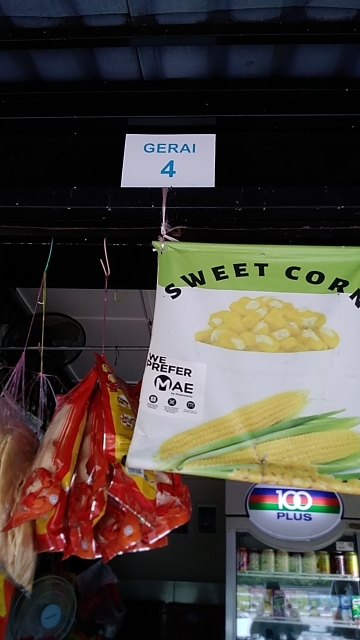 GERAI
4
SWEET CORN
WE
PREFER
MAE
100
PLUS